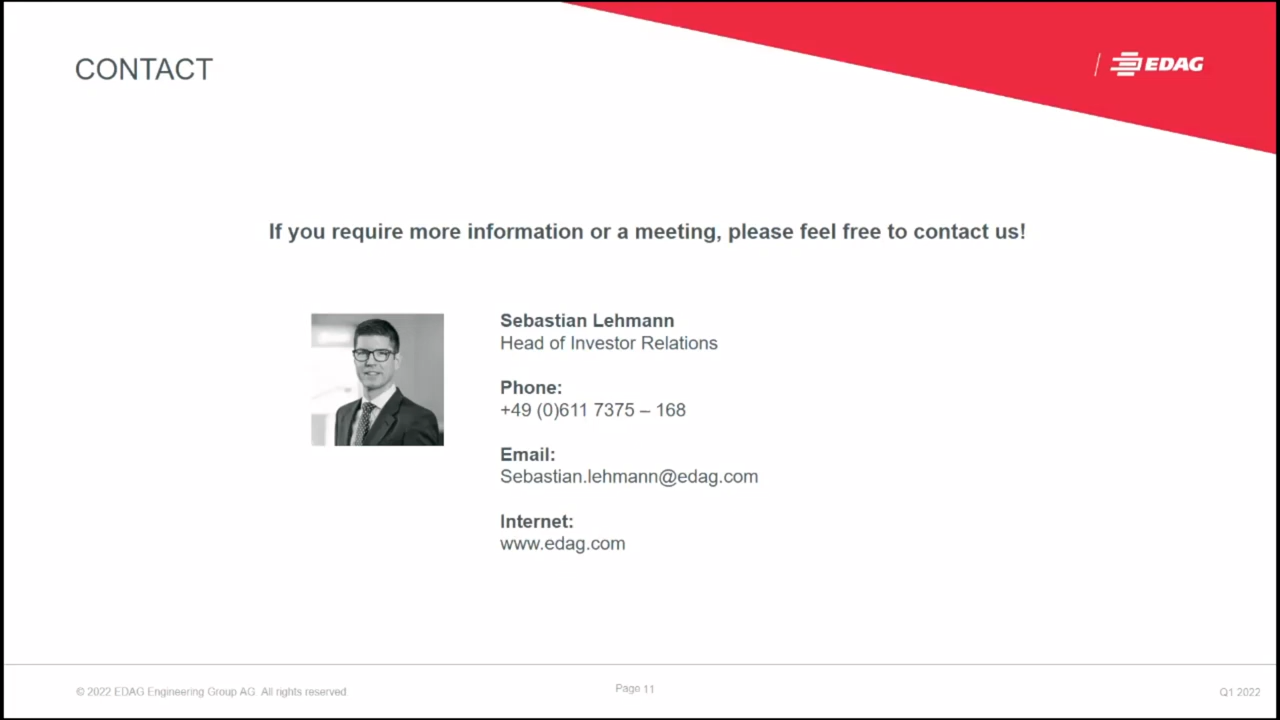 CONTACT
EDAG
If you require more information or a meeting, please feel free to contact us!
Sebastian Lehmann
Head of Investor Relations
Phone:
+49 (0)611 7375 – 168
Email:
Sebastian.lehmann@edag.com
Internet:
www.edag.com
© 2022 EDAG Engineering Group AG. All rights reserved
Page 11
Q1 2022